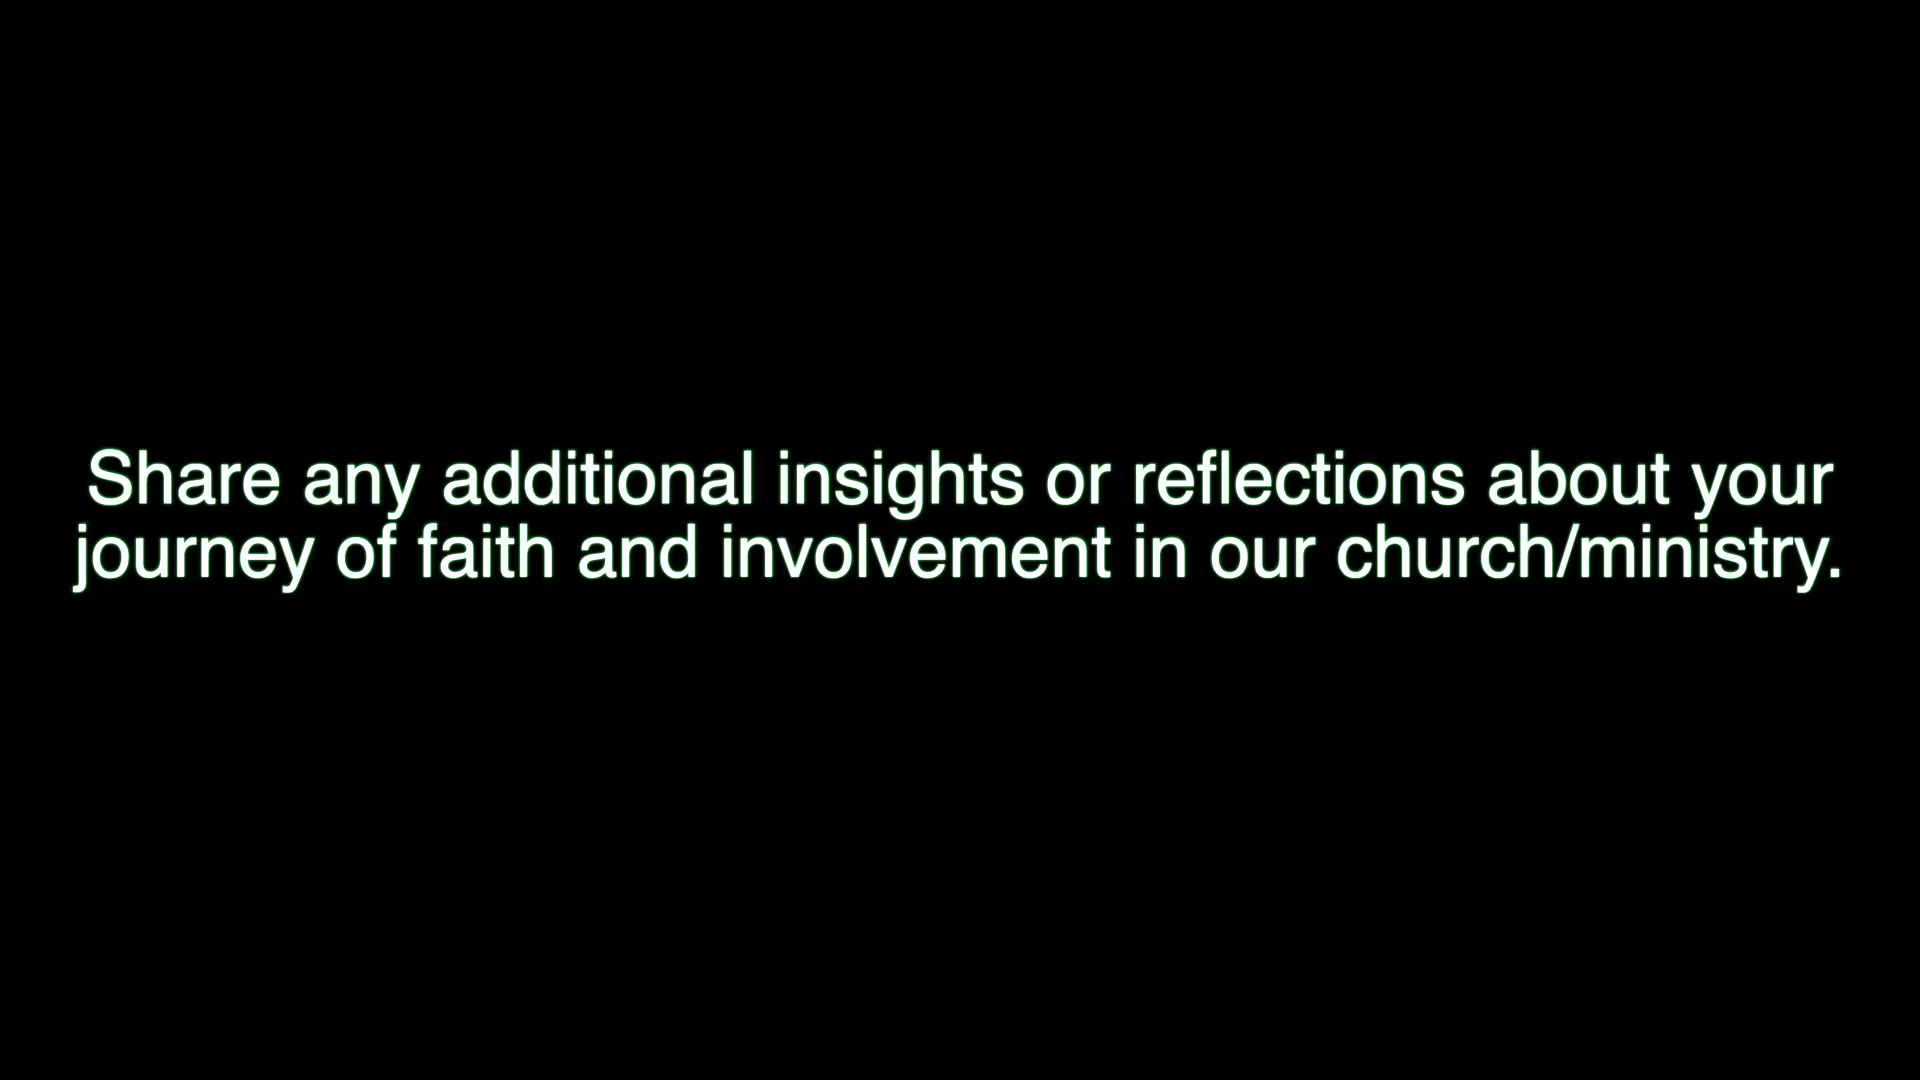 Share any additional insights or reflections about your
journey of faith and involvement in our church/ministry.